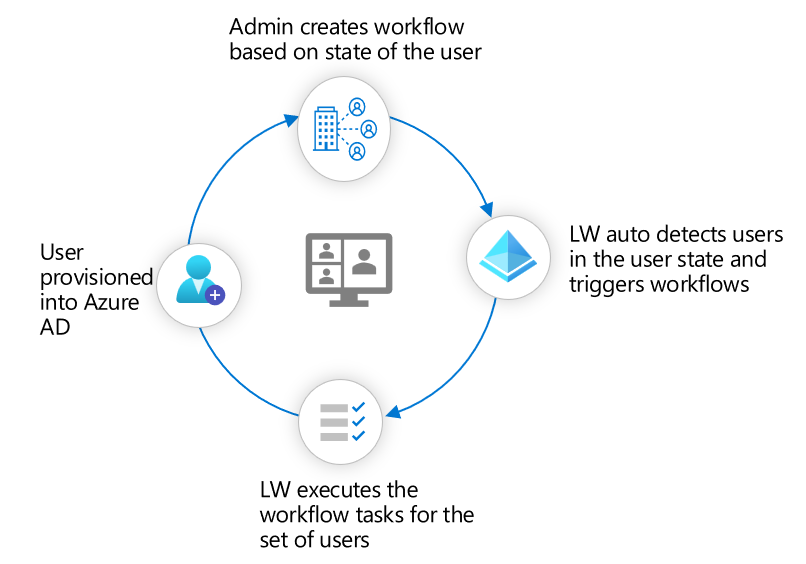 Admin creates workflow
based on state of the user
LW auto detects users
in the user state and
triggers workflows
LW executes the
workflow tasks for the
set of users
User
provisioned
into Azure
AD